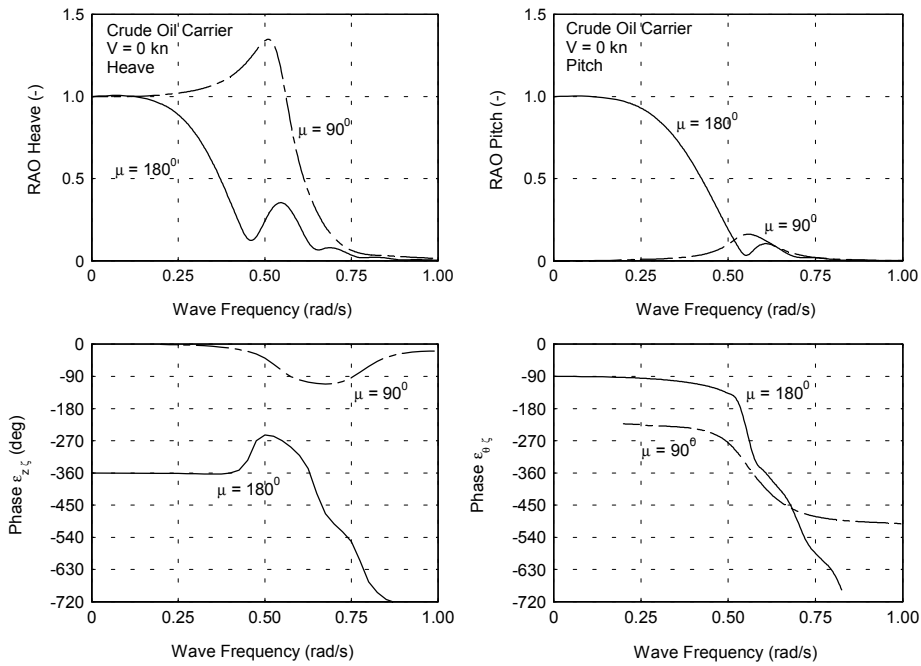 Crude Oil Carrier
V = 0 kn
Heave
1.5
1.0
0.5
0
RAO Heave (-)
μ = 90⁰
μ = 180⁰
0 0.25 0.50 0.75 1.00
Wave Frequency (rad/s)
Crude Oil Carrier
V = 0 kn
Pitch
1.5
1.0
0.5
0
RAO Pitch (-)
μ = 180⁰
μ = 90⁰
0 0.25 0.50 0.75 1.00
Wave Frequency (rad/s)
0
-90
-180
-270
-360
-450
-540
-630
-720
Phase ε z ζ (deg)
μ = 90⁰
μ = 180⁰
0 0.25 0.50 0.75 1.00
Wave Frequency (rad/s)
0
-90
-180
-270
-360
-450
-540
-630
-720
Phase ε θ ζ
μ = 180⁰
μ = 90⁰
0 0.25 0.50 0.75 1.00
Wave Frequency (rad/s)